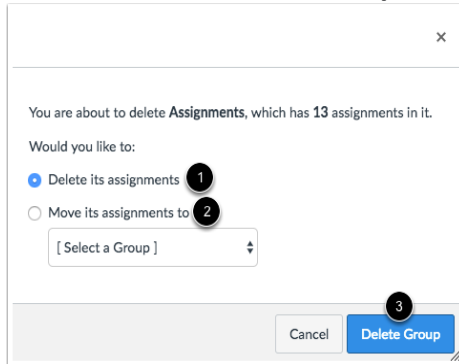 ×
You are about to delete Assignments, which has 13 assignments in it.
Would you like to:
Delete its assignments 1
Move its assignments to 2
[ Select a Group ]
3
Cancel Delete Group